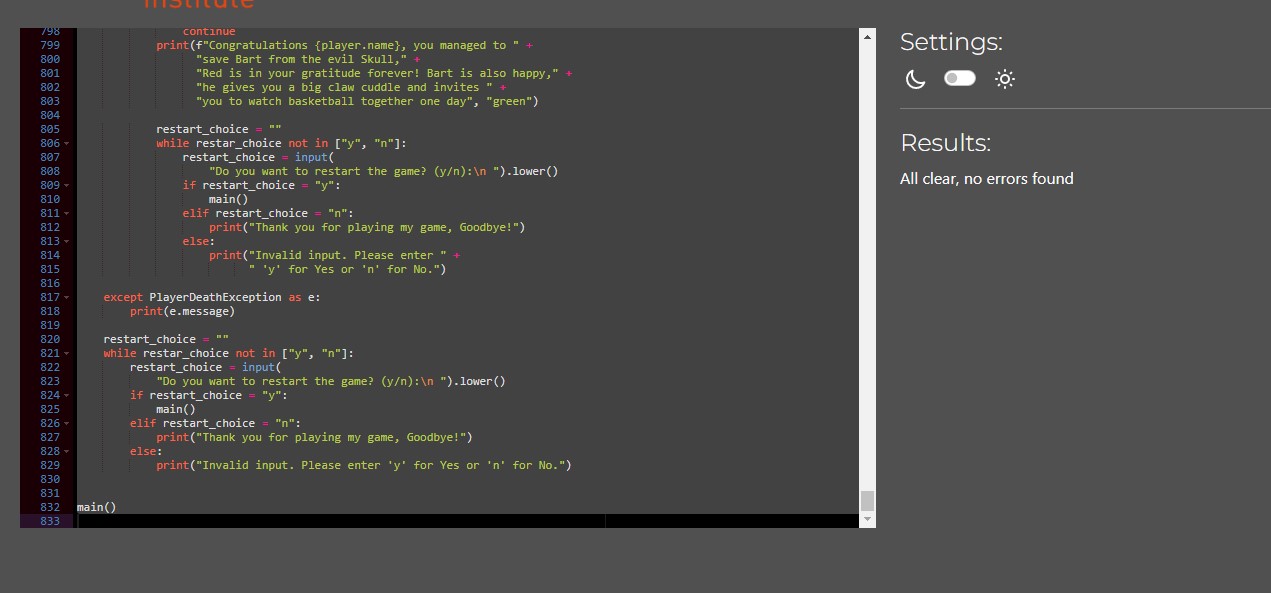 institute
798 continue
799 print(f"Congratulations {player.name}, you managed to " +
800 "save Bart from the evil Skull," +
801 "Red is in your gratitude forever! Bart is also happy," +
802 "he gives you a big claw cuddle and invites " +
803 "you to watch basketball together one day", "green")
804
805 restart_choice = ""
806 while restar_choice not in ["y", "n"]:
807 restart_choice = input(
808 "Do you want to restart the game? (y/n):\n ").lower()
809 if restart_choice = "y":
810 main()
811 elif restart_choice = "n":
812 print("Thank you for playing my game, Goodbye!")
813 else:
814 print("Invalid input. Please enter " +
815 " 'y' for Yes or 'n' for No.")
816
817 except PlayerDeathException as e:
818 print(e.message)
819
820 restart_choice = ""
821 while restar_choice not in ["y", "n"]:
822 restart_choice = input(
823 "Do you want to restart the game? (y/n):\n ").lower()
824 if restart_choice = "y":
825 main()
826 elif restart_choice = "n":
827 print("Thank you for playing my game, Goodbye!")
828 else:
829 print("Invalid input. Please enter 'y' for Yes or 'n' for No.")
830
831
832 main()
833
Settings:
Results:
All clear, no errors found